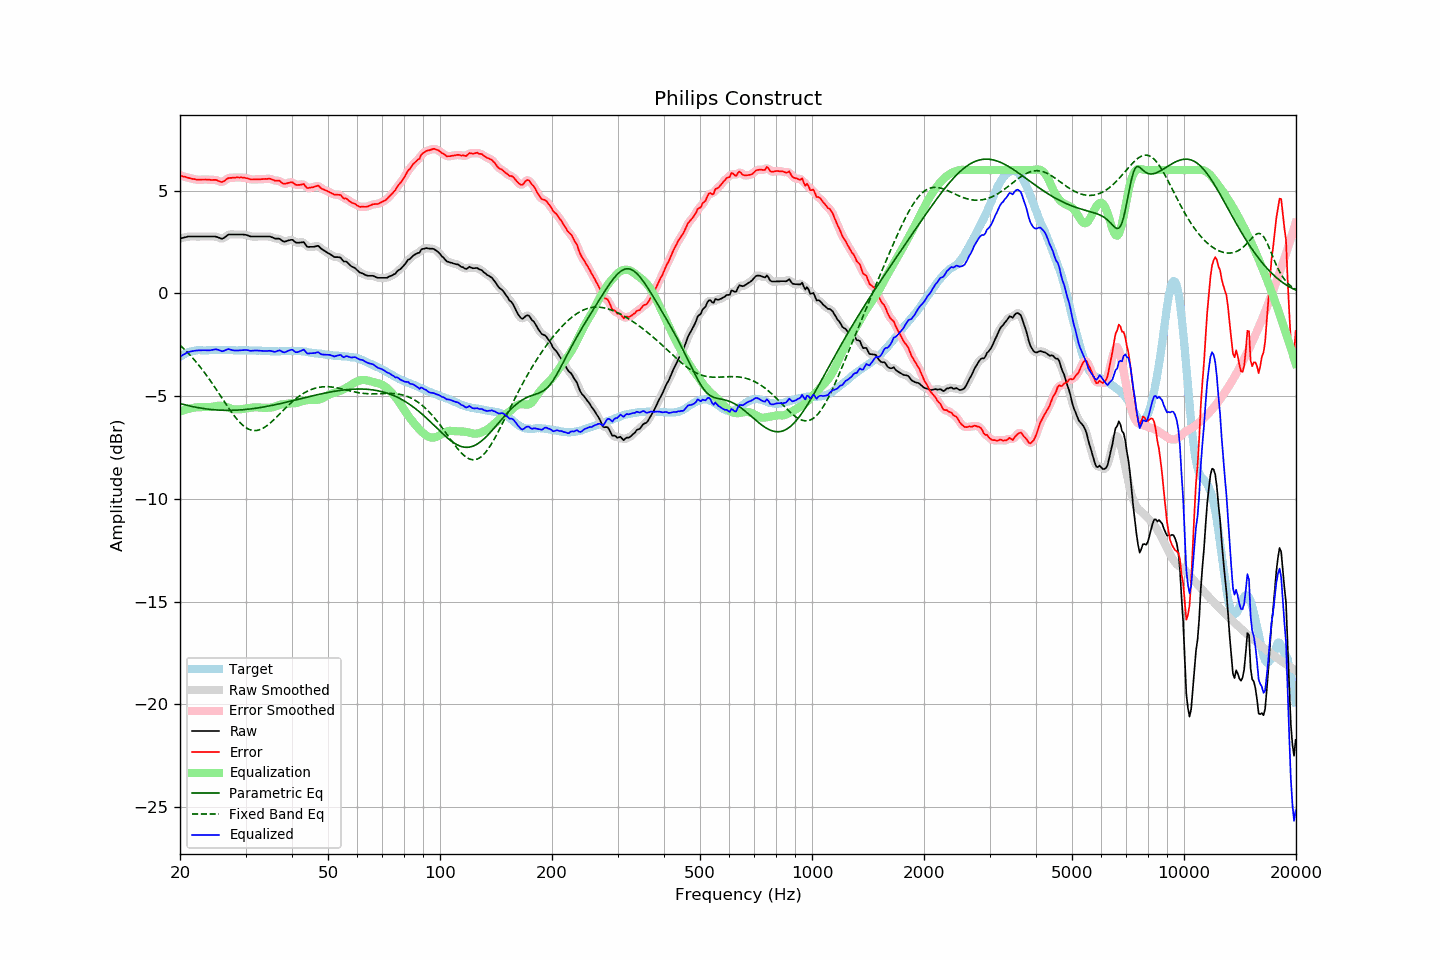 Philips Construct
5
0
−5
−10
−15
−20
−25
Amplitude (dBr)
Target
Raw Smoothed
Error Smoothed
Raw
Error
Equalization
Parametric Eq
Fixed Band Eq
Equalized
20 50 100 200 500 1000 2000 5000 10000 20000
Frequency (Hz)